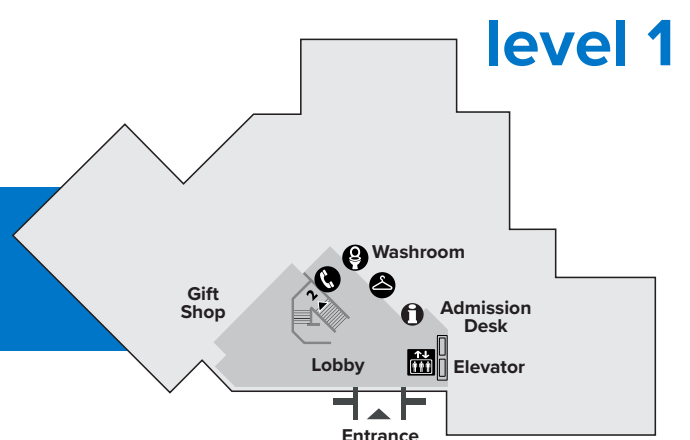 level 1
Washroom
2
Gift
Shop
Admission
Desk
Lobby
Elevator
Entrance